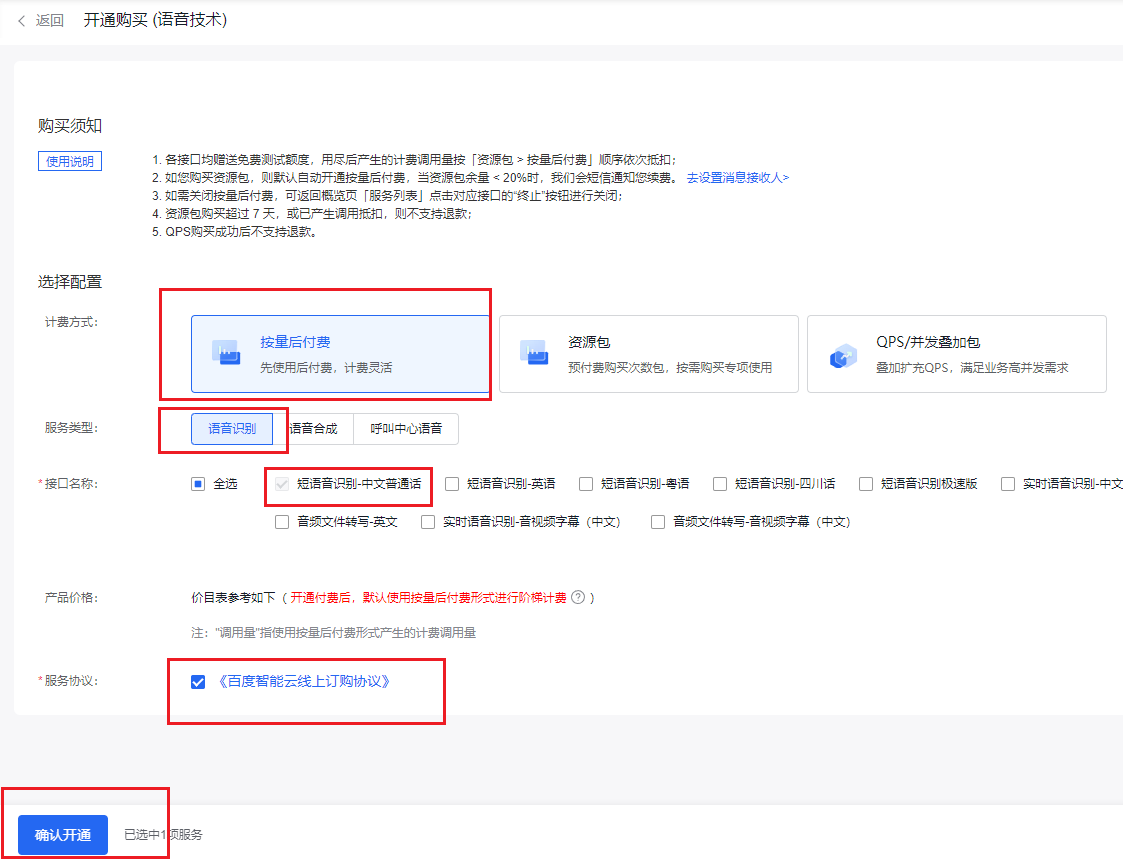 返回 开通购买 (语音技术)
购买须知
使用说明
1. 各接口均赠送免费测试额度，用尽后产生的计费调用量按「资源包 > 按量后付费」顺序依次抵扣；
2. 如您购买资源包，则默认自动开通按量后付费，当资源包余量 < 20%时，我们会短信通知您续费。 去设置消息接收人>
3. 如需关闭按量后付费，可返回概览页「服务列表」点击对应接口的“终止”按钮进行关闭；
4. 资源包购买超过 7 天，或已产生调用抵扣，则不支持退款；
5. QPS购买成功后不支持退款。
选择配置
计费方式：
按量后付费
先使用后付费，计费灵活
资源包
预付费购买次数包，按需购买专项使用
QPS/并发叠加包
叠加扩充QPS，满足业务高并发需求
服务类型： 语音识别 语音合成 呼叫中心语音
*接口名称： 全选 短语音识别-中文普通话 短语音识别-英语 短语音识别-粤语 短语音识别-四川话 短语音识别极速版 实时语音识别-中文
音频文件转写-英文 实时语音识别-音视频字幕（中文） 音频文件转写-音视频字幕（中文）
产品价格： 价目表参考如下（ 开通付费后，默认使用按量后付费形式进行阶梯计费 ? ）
注：“调用量”指使用按量后付费形式产生的计费调用量
*服务协议： 《百度智能云线上订购协议》
确认开通 已选中1项服务